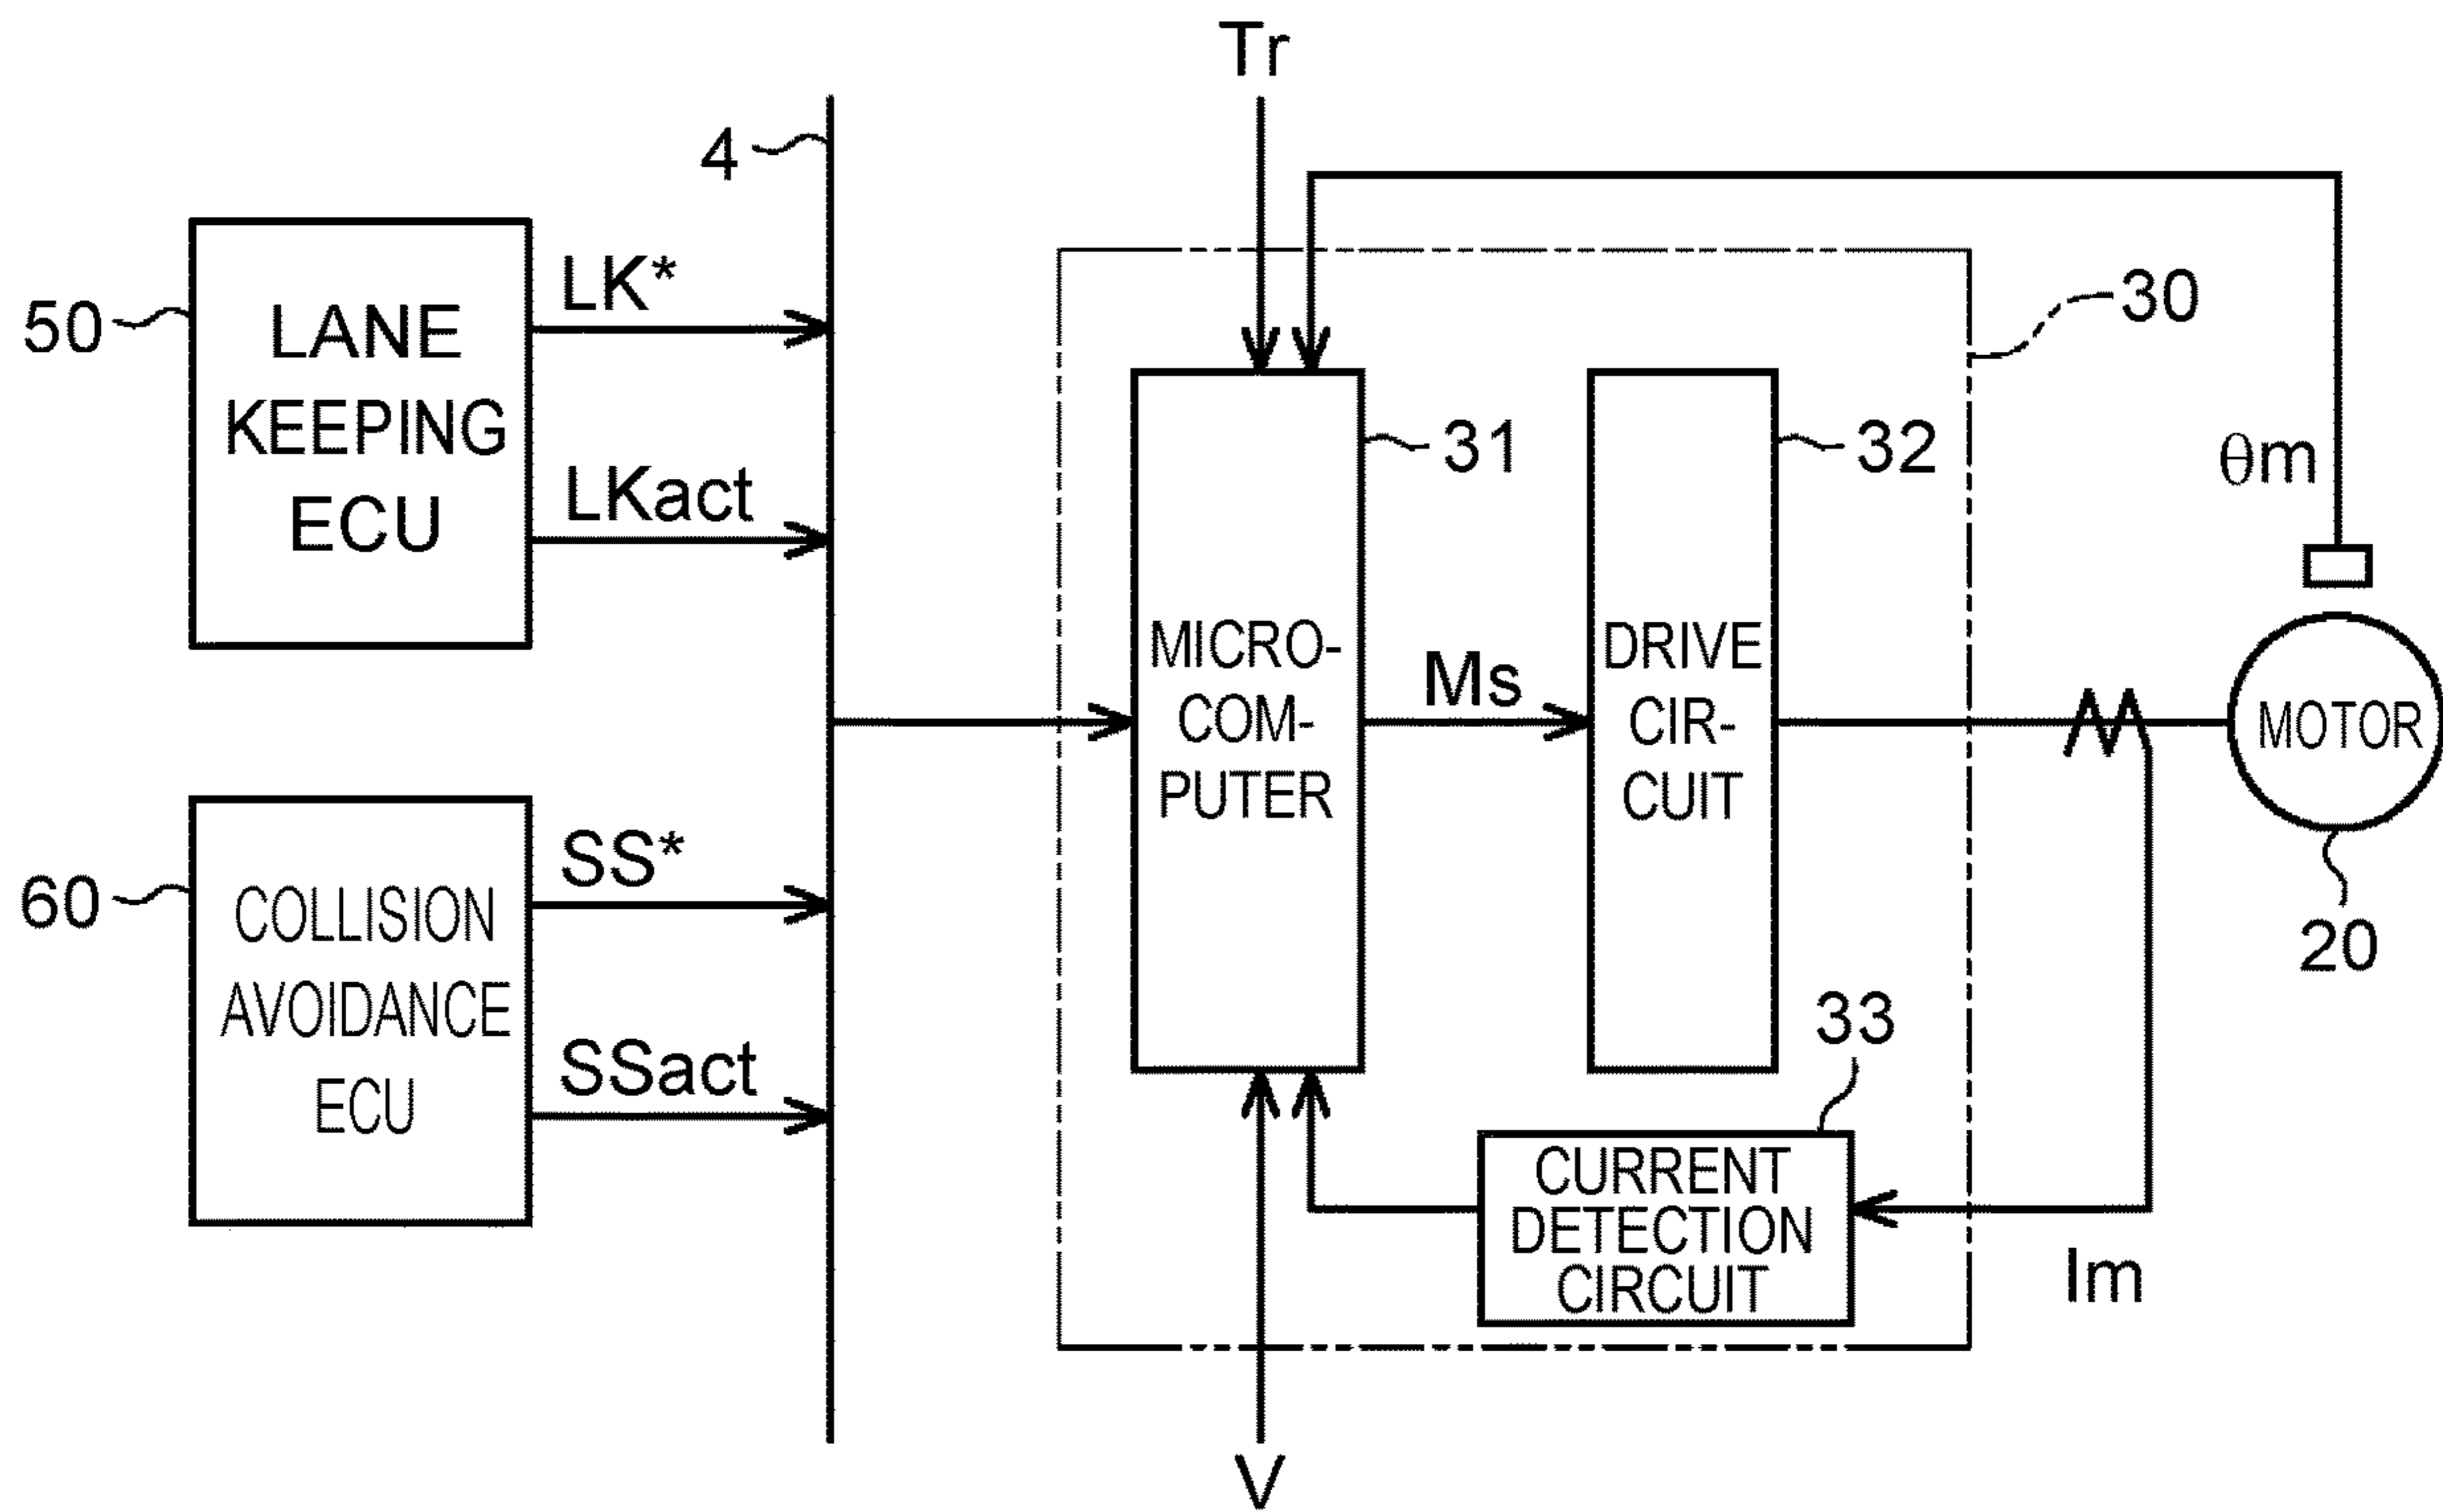 Tr
4
50
LANE
KEEPING
ECU
LK*
LKact
30
31
32
θm
MICRO-
COM-
PUTER
Ms
DRIVE
CIR-
CUIT
MOTOR
20
60
COLLISION
AVOIDANCE
ECU
SS*
SSact
33
CURRENT
DETECTION
CIRCUIT
Im
V